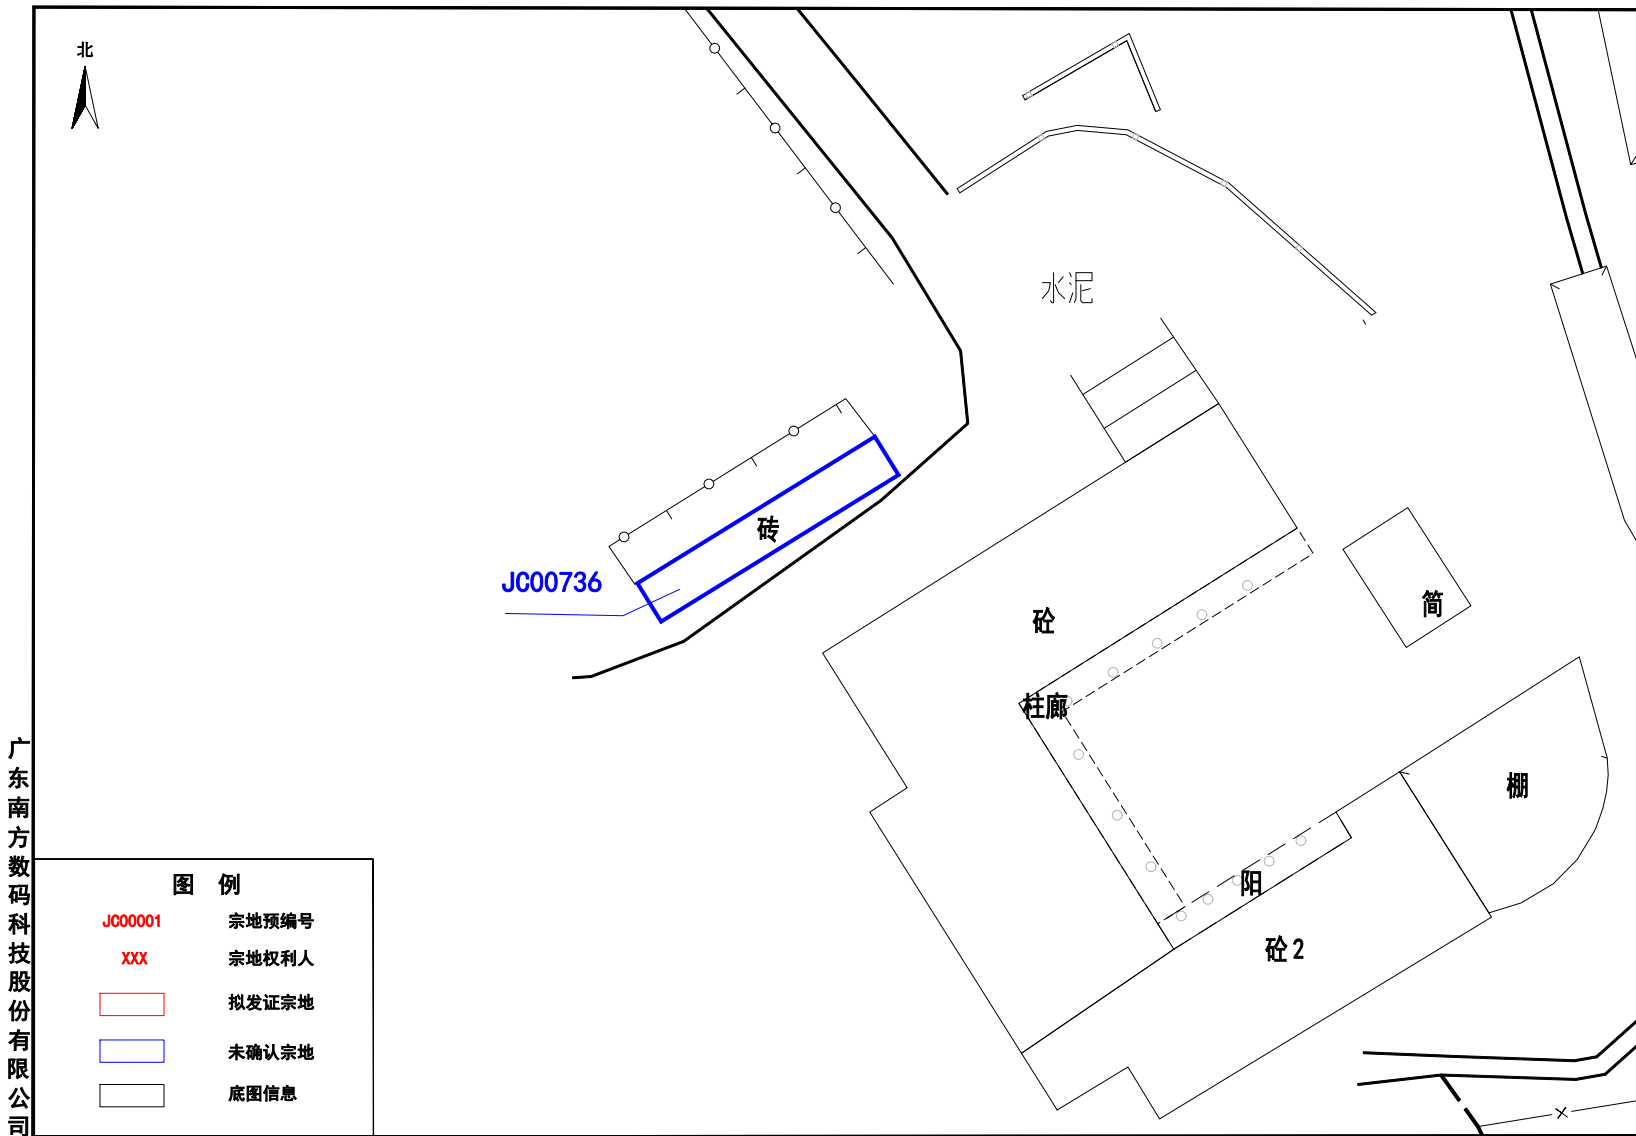 北
水泥
砖
JC00736
砼
简
柱廊
棚
阳
砼2
广东南方数码科技股份有限公司
图 例
JC00001 宗地预编号
XXX 宗地权利人
拟发证宗地
未确认宗地
底图信息